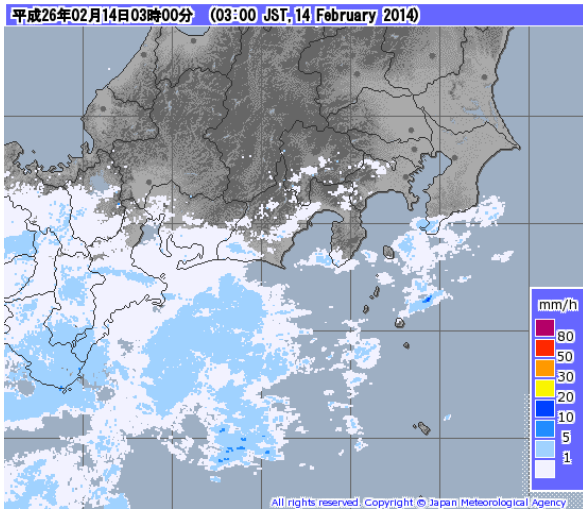 平成26年02月14日03時00分 (03:00 JST,14 February 2014)
mm/h
80
50
30
20
10
5
1
All rights reserved. Copyright © Japan Meteorological Agency